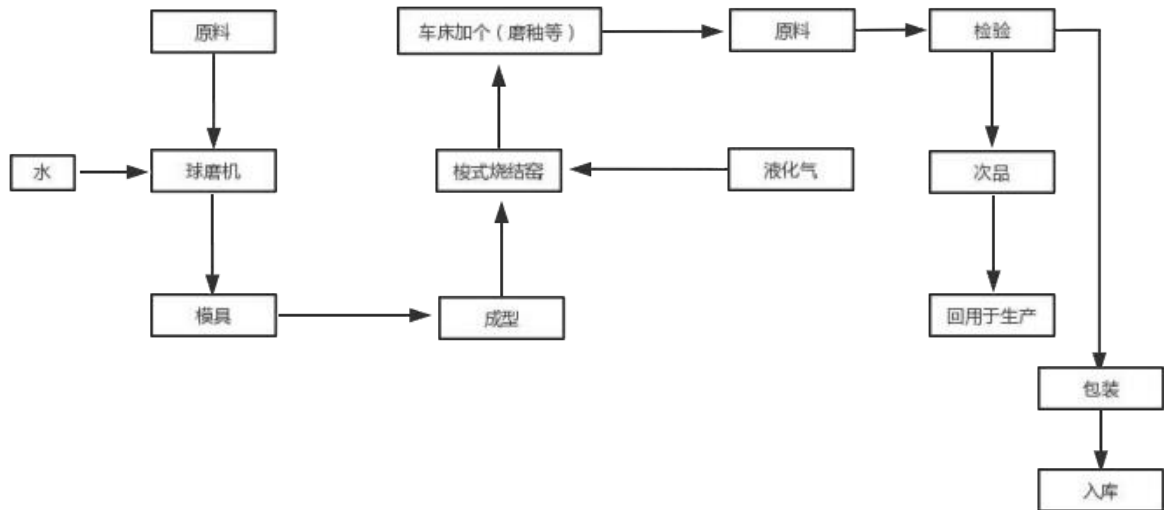 原料
车床加个（磨秞等）
原料
检验
水
球磨机
梭式烧结窑
液化气
次品
模具
成型
回用于生产
包装
入库